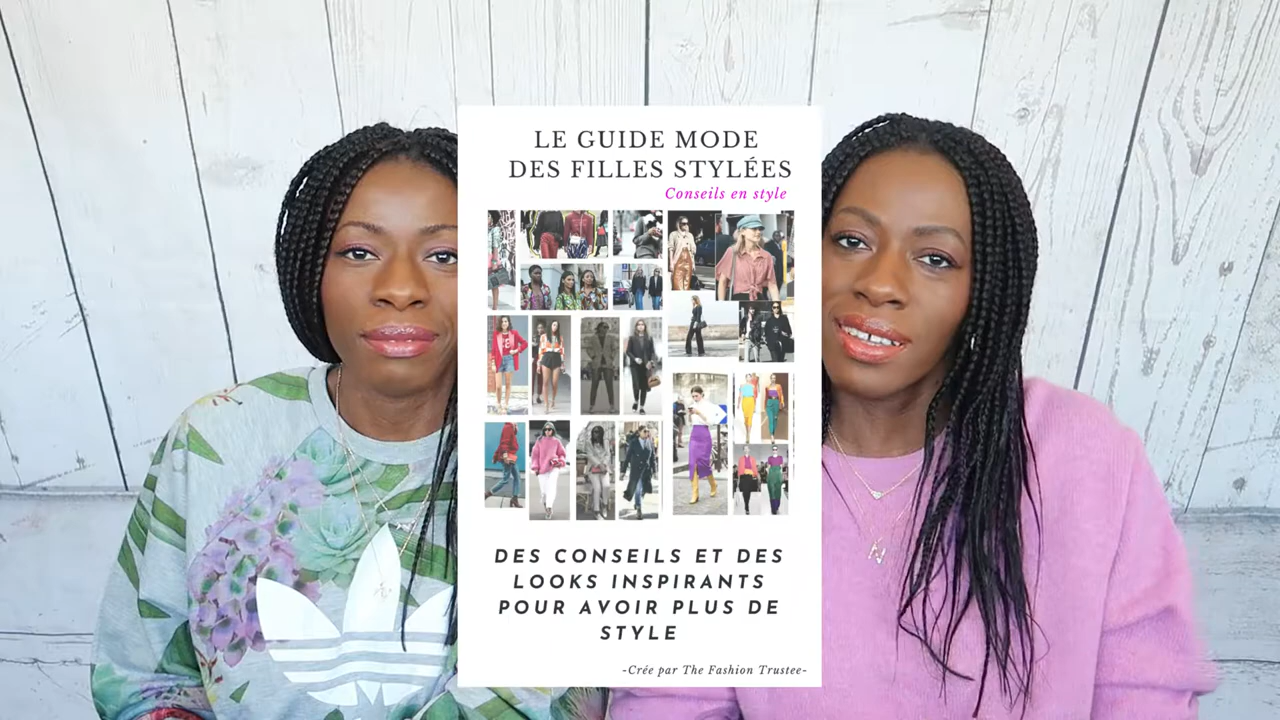 LE GUIDE MODE
DES FILLES STYLÉES
Conseils en style
DES CONSEILS ET DES
LOOKS INSPIRANTS
POUR AVOIR PLUS DE
STYLE
-Crée par The Fashion Trustee-